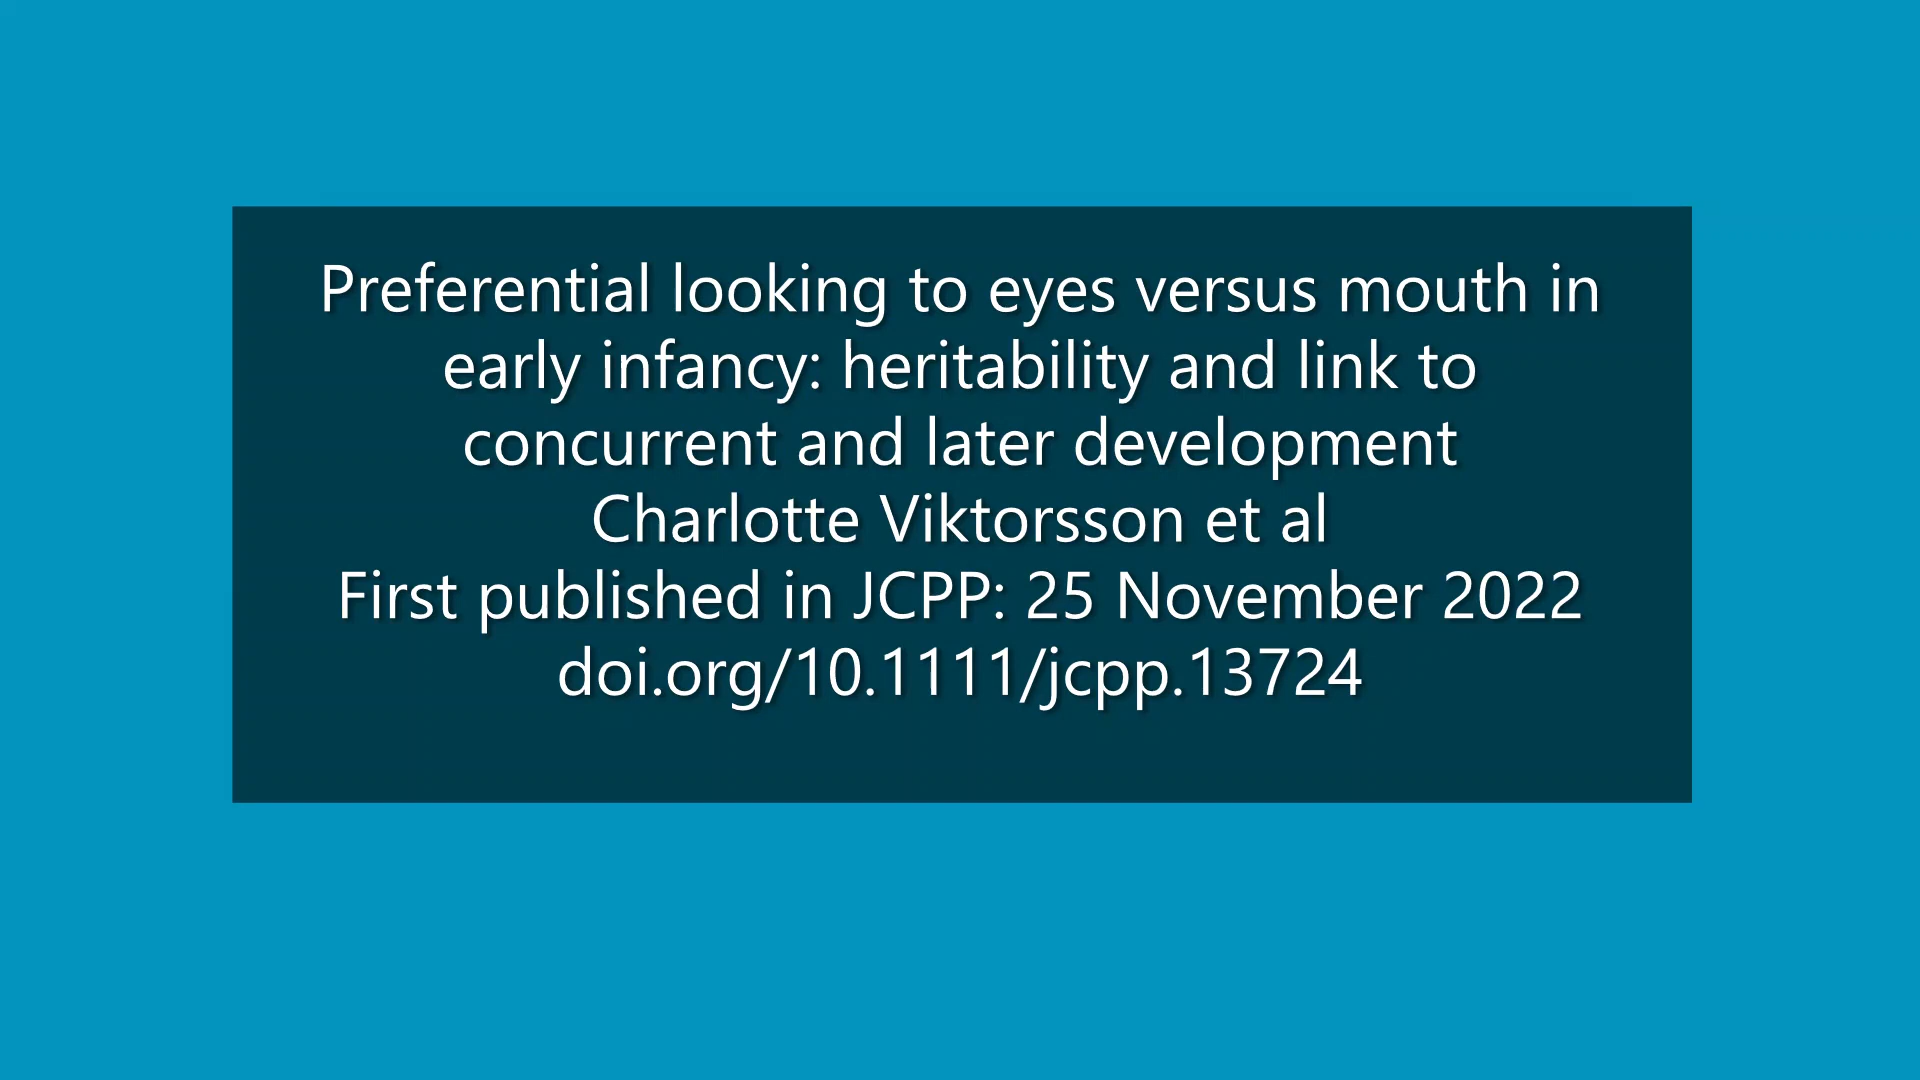 Preferential looking to eyes versus mouth in
early infancy: heritability and link to
concurrent and later development
Charlotte Viktorsson et al
First published in JCPP: 25 November 2022
doi.org/10.1111/jcpp.13724